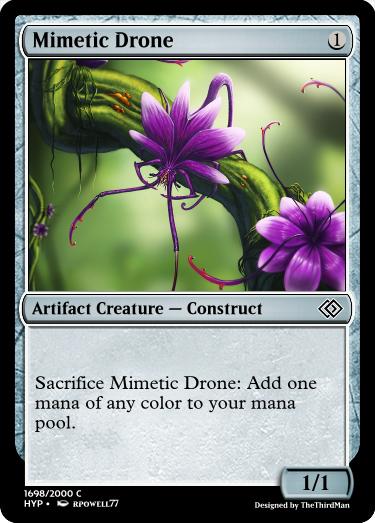 Mimetic Drone 1
Artifact Creature — Construct
Sacrifice Mimetic Drone: Add one
mana of any color to your mana
pool.
1/1
1698/2000 C
HYP • RPOWELL77
Designed by TheThirdMan